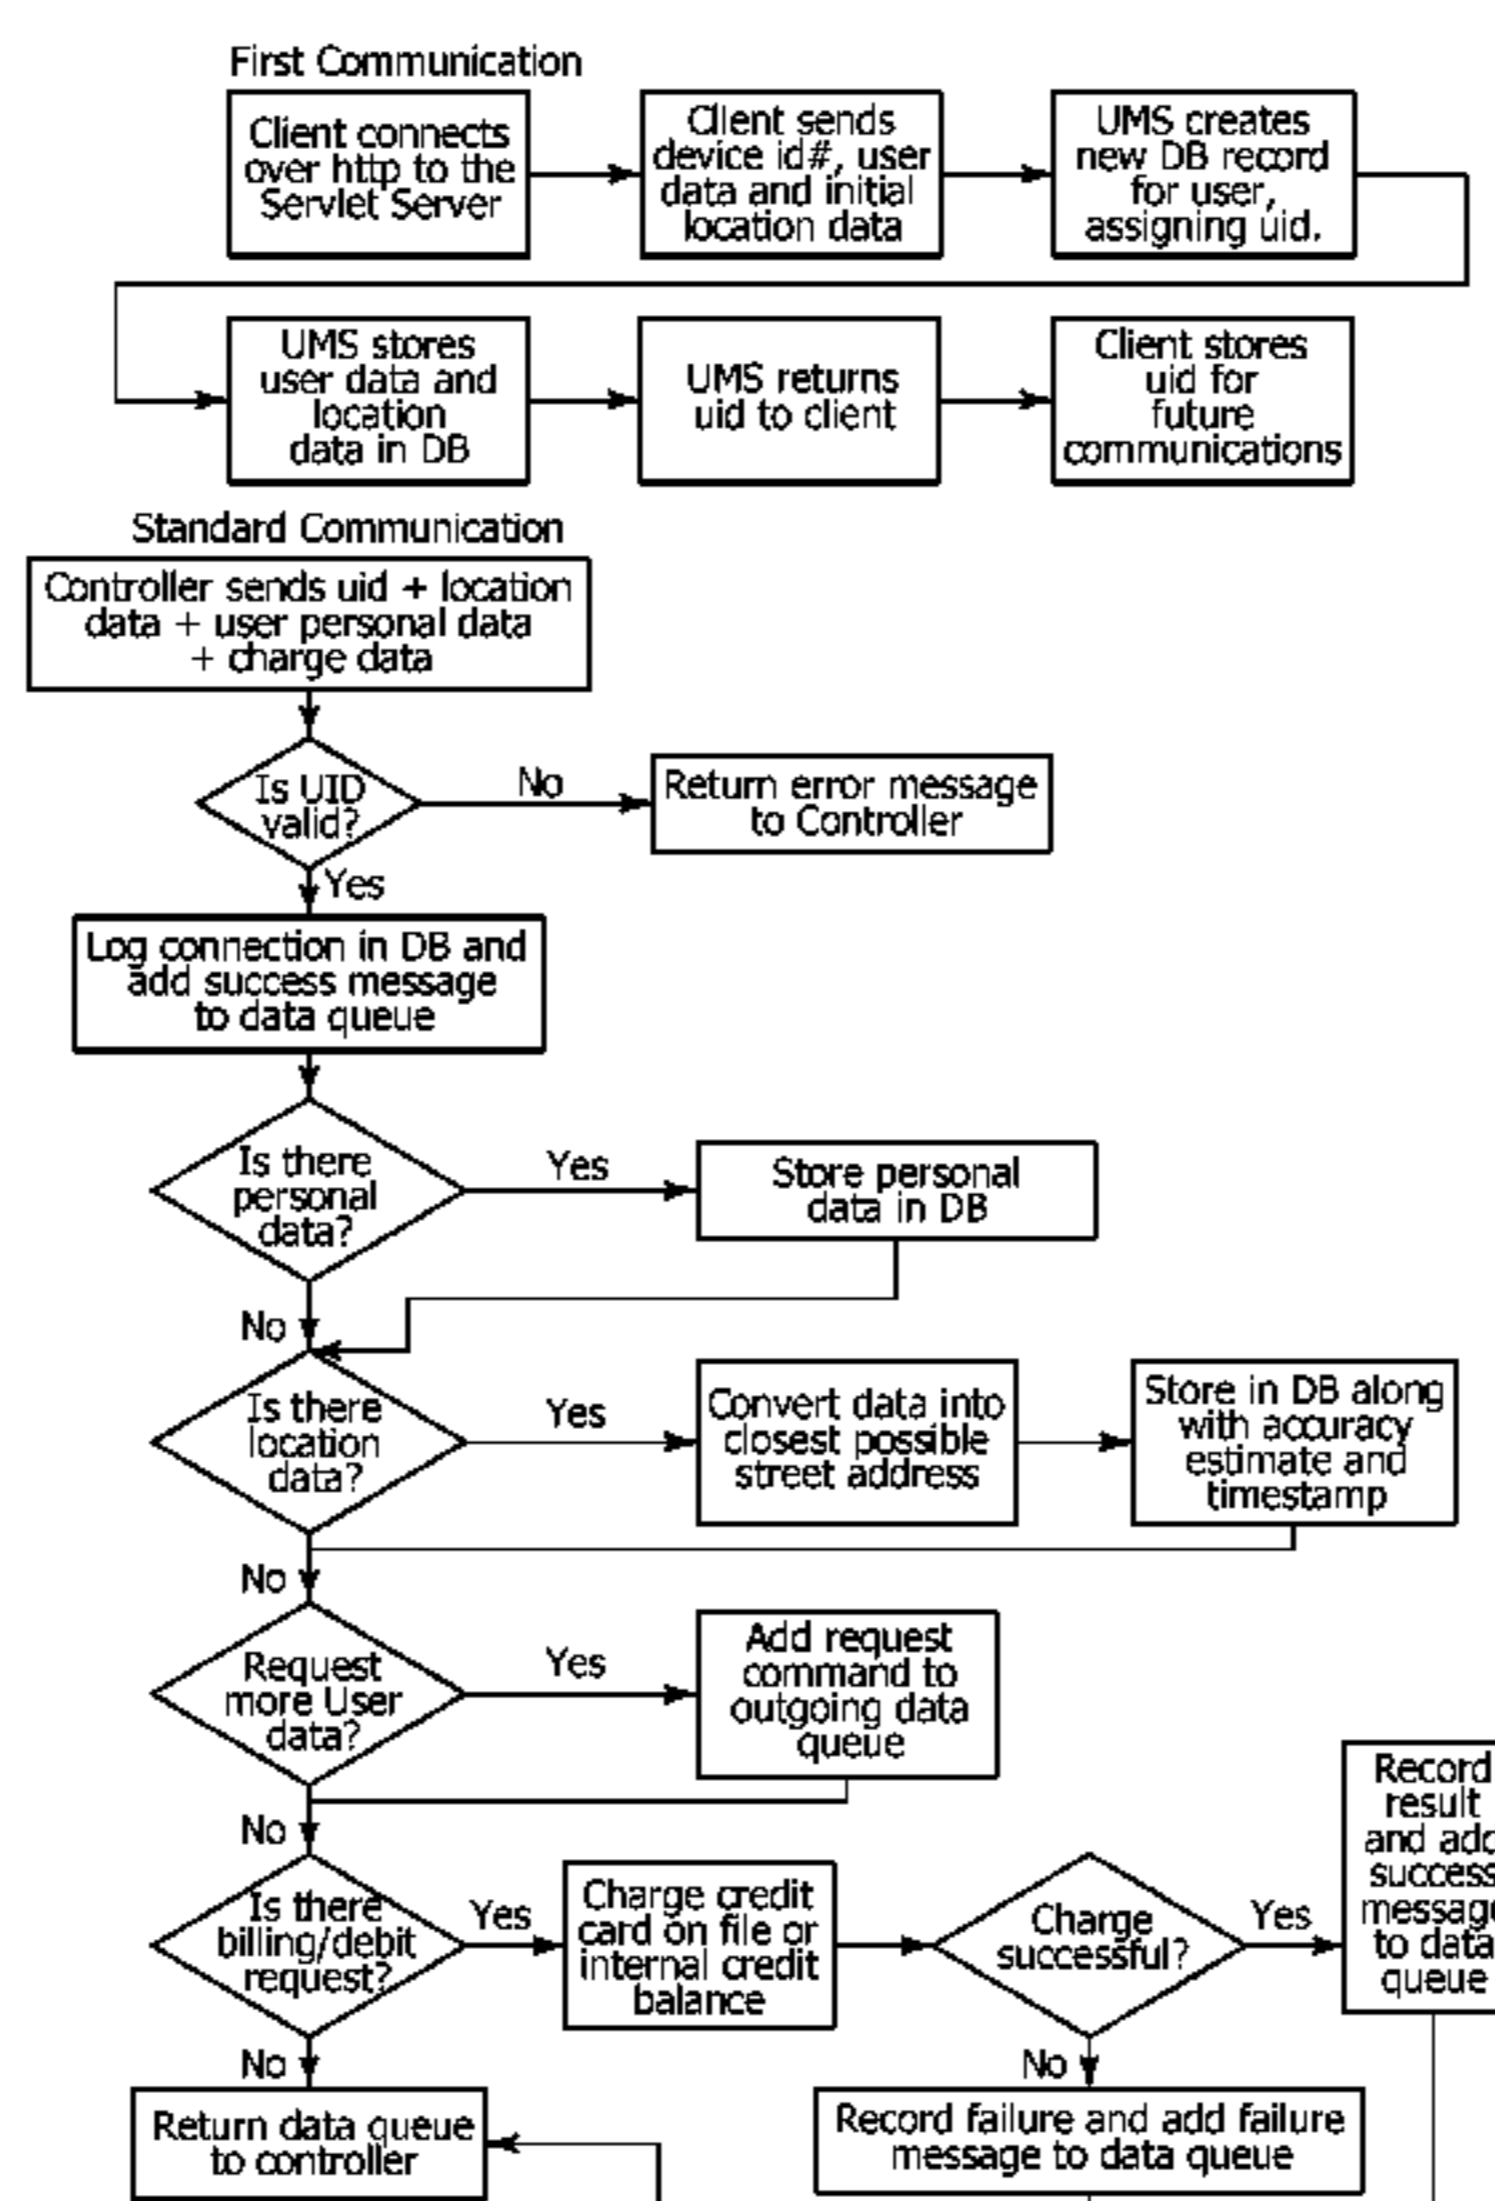 First Communication
Client connects
over http to the
Servlet Server
Client sends
device id#, user
data and initial
location data
UMS creates
new DB record
for user,
assigning uid.
UMS stores
user data and
location
data in DB
UMS returns
uid to client
Client stores
uid for
future
communications
Standard Communication
Controller sends uid + location
data + user personal data
+ charge data
Is UID
valid?
No
Return error message
to Controller
Yes
Log connection in DB and
add success message
to data queue
Is there
personal
data?
Yes
Store personal
data in DB
No
Is there
location
data?
Yes
Convert data into
closest possible
street address
Store in DB along
with accuracy
estimate and
timestamp
No
Request
more User
data?
Yes
Add request
command to
outgoing data
queue
No
Is there
billing/debit
request?
Yes
Charge credit
card on file or
internal credit
balance
Charge
successful?
Yes
Record
result
and add
success
message
to data
queue
No
Return data queue
to controller
No
Record failure and add failure
message to data queue